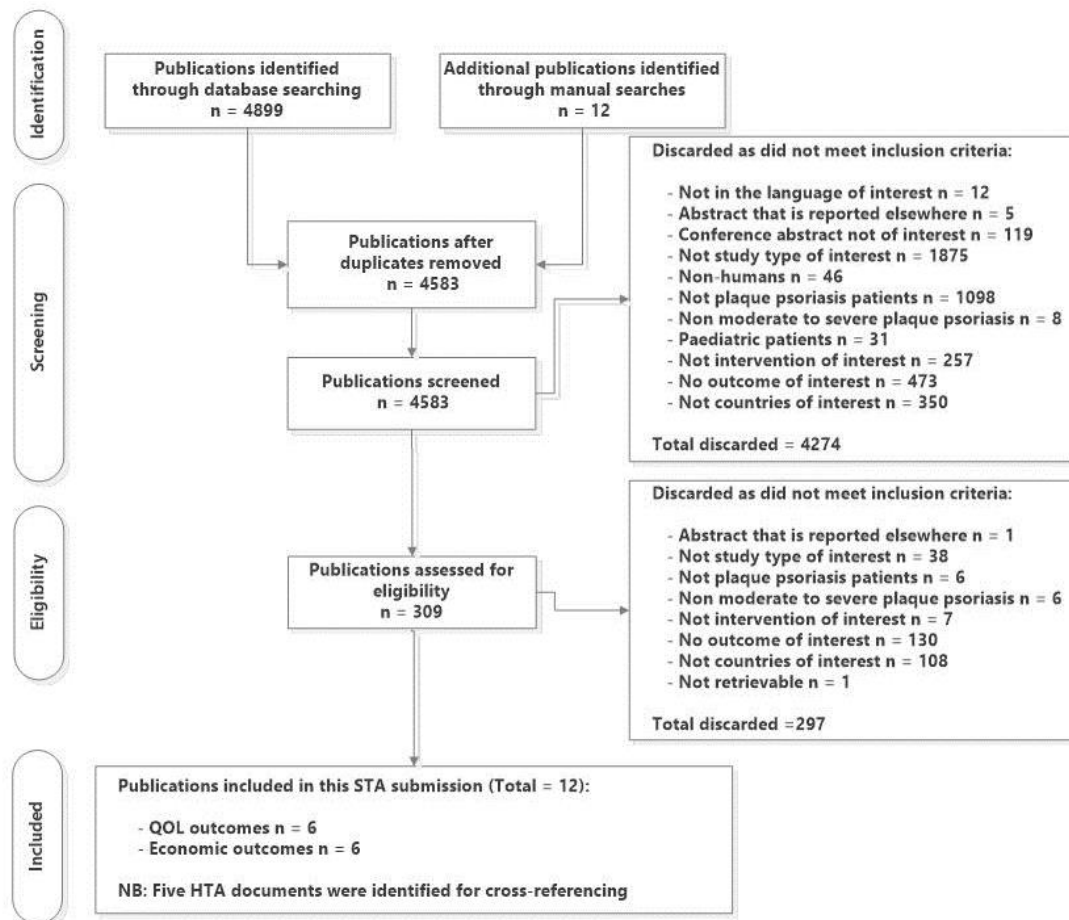 Identification
Publications identified
through database searching
n = 4899
Additional publications identified
through manual searches
n = 12
Screening
Publications after
duplicates removed
n = 4583
Publications screened
n = 4583
Discarded as did not meet inclusion criteria:
- Not in the language of interest n = 12
- Abstract that is reported elsewhere n = 5
- Conference abstract not of interest n = 119
- Not study type of interest n = 1875
- Non-humans n = 46
- Not plaque psoriasis patients n = 1098
- Non moderate to severe plaque psoriasis n = 8
- Paediatric patients n = 31
- Not intervention of interest n = 257
- No outcome of interest n = 473
- Not countries of interest n = 350
Total discarded = 4274
Eligibility
Publications assessed for
eligibility
n = 309
Discarded as did not meet inclusion criteria:
- Abstract that is reported elsewhere n = 1
- Not study type of interest n = 38
- Not plaque psoriasis patients n = 6
- Non moderate to severe plaque psoriasis n = 6
- Not intervention of interest n = 7
- No outcome of interest n = 130
- Not countries of interest n = 108
- Not retrievable n = 1
Total discarded =297
Included
Publications included in this STA submission (Total = 12):
- QOL outcomes n = 6
- Economic outcomes n = 6
NB: Five HTA documents were identified for cross-referencing